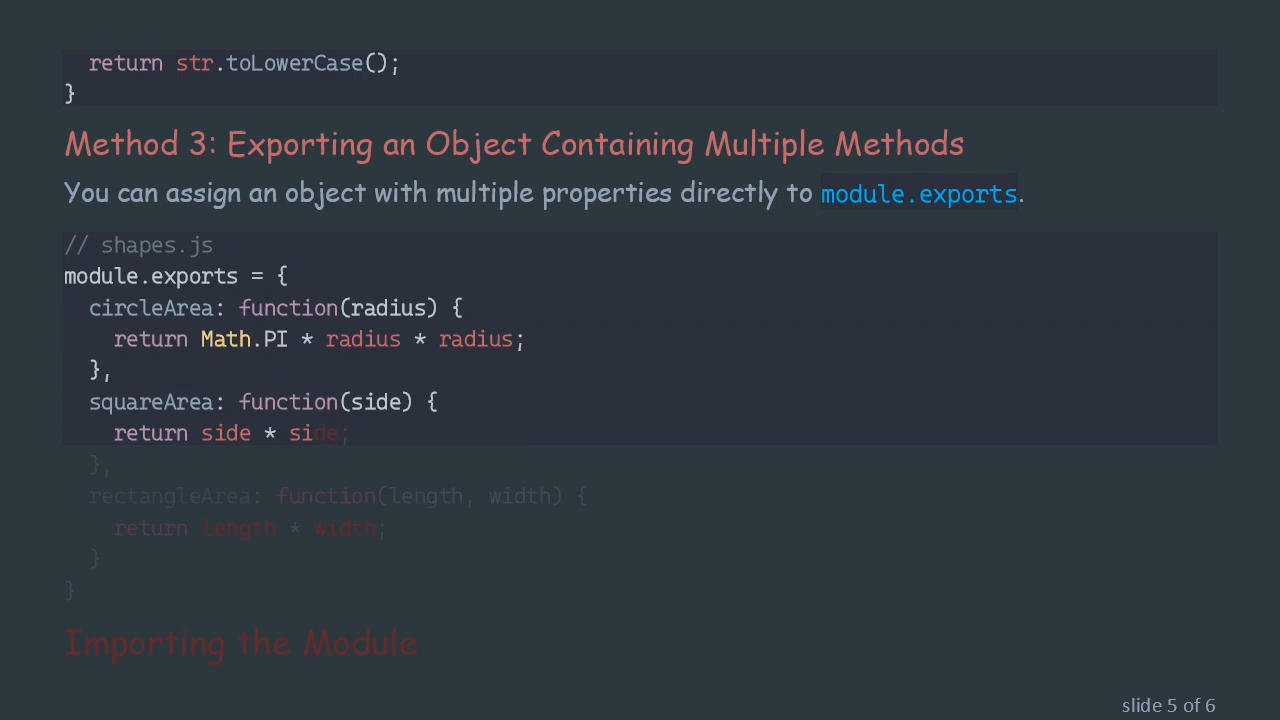 return str.toLowerCase();
}
Method 3: Exporting an Object Containing Multiple Methods
You can assign an object with multiple properties directly to module.exports.
// shapes.js
module.exports = {
circleArea: function(radius) {
return Math.PI * radius * radius;
},
squareArea: function(side) {
return side * side;
},
rectangleArea: function(length, width) {
return length * width;
}
}
Importing the Module
slide 5 of 6